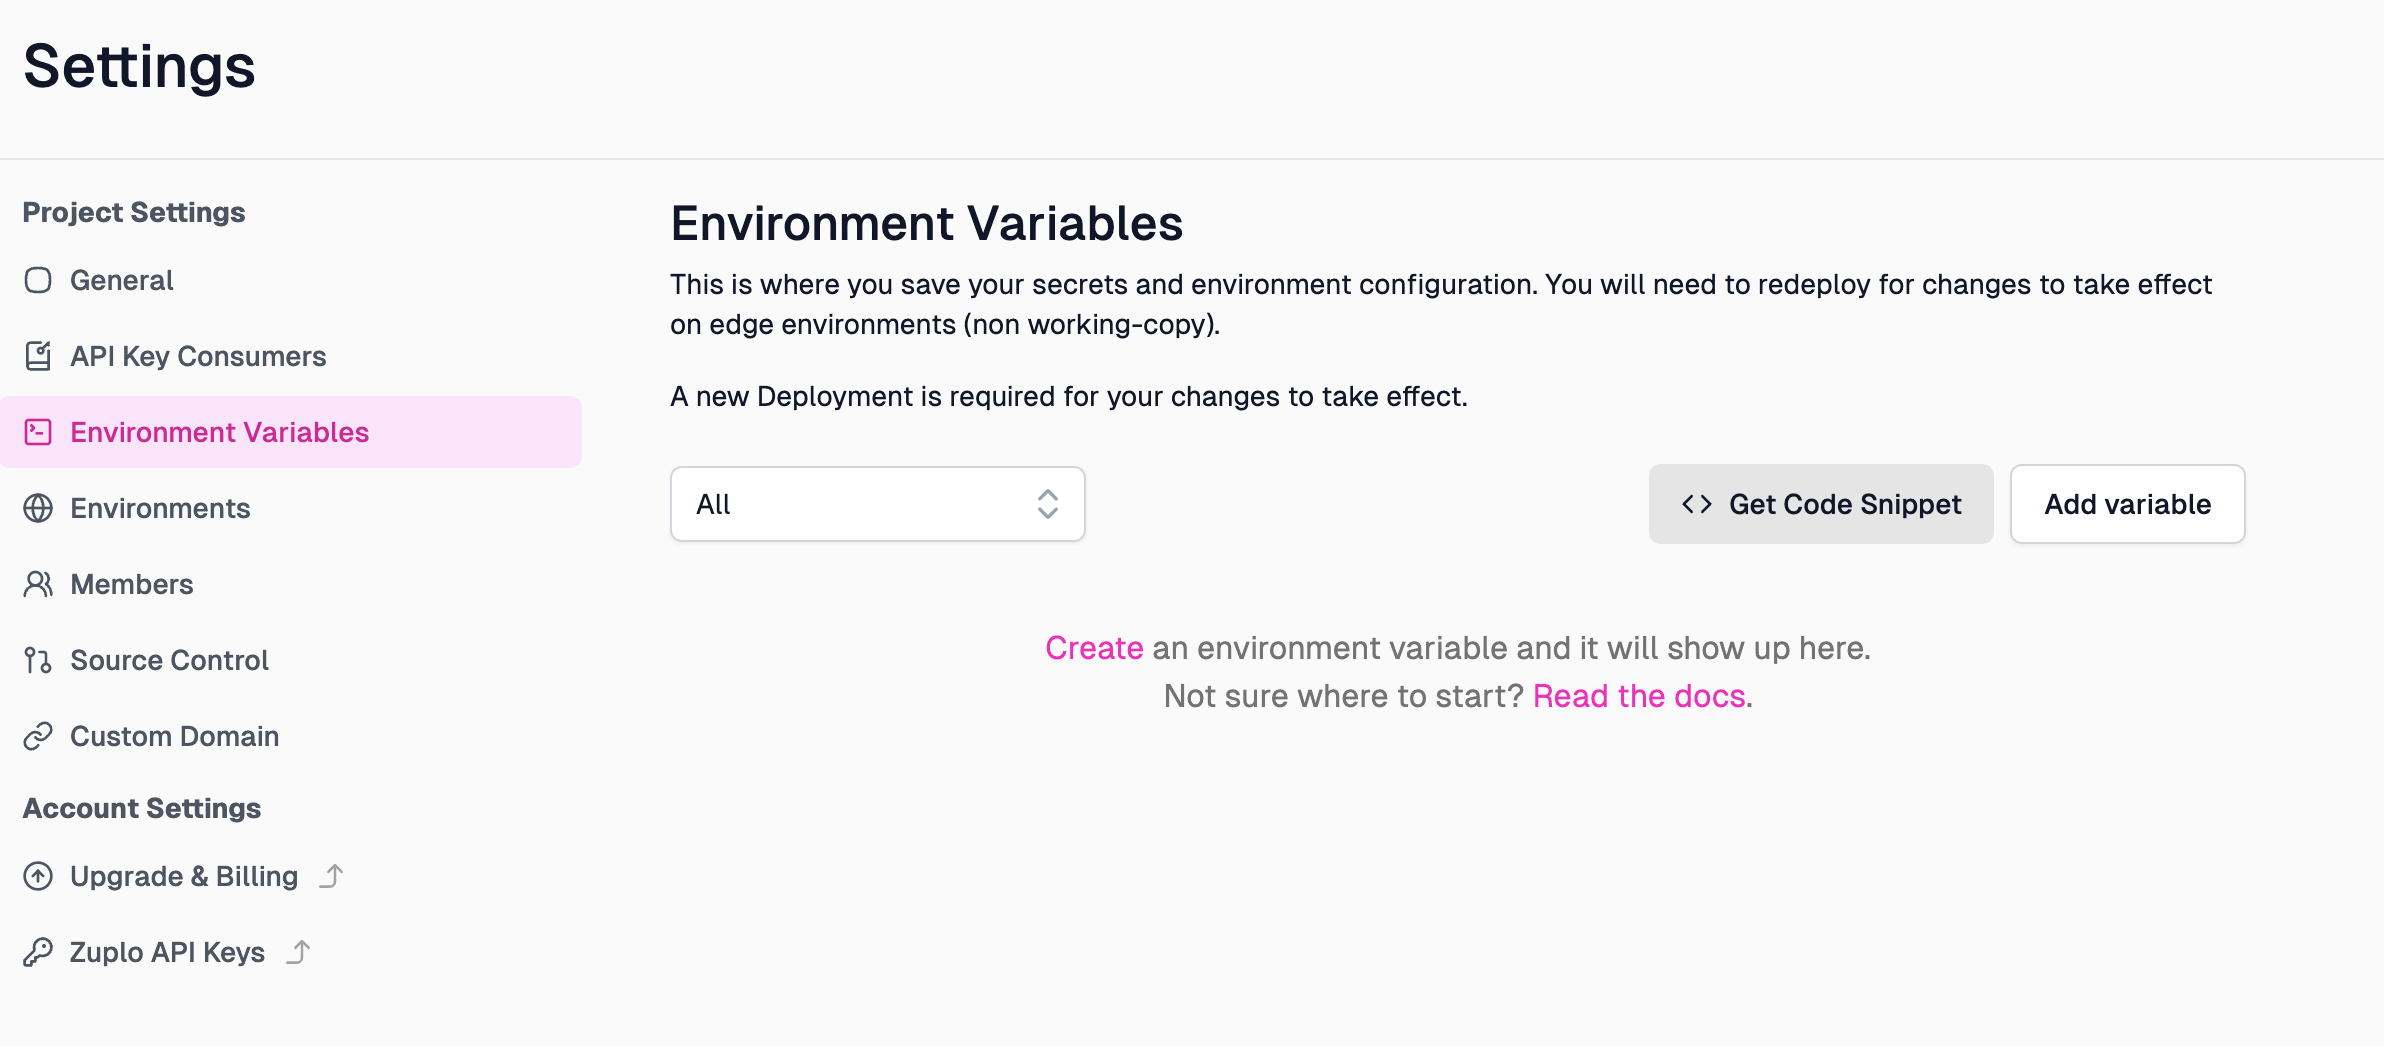 Settings
Project Settings
General
API Key Consumers
Environment Variables
Environments
Members
Source Control
Custom Domain
Account Settings
Upgrade & Billing
Zuplo API Keys
Environment Variables
This is where you save your secrets and environment configuration. You will need to redeploy for changes to take effect
on edge environments (non working-copy).
A new Deployment is required for your changes to take effect.
All
<> Get Code Snippet
Add variable
Create an environment variable and it will show up here.
Not sure where to start? Read the docs.